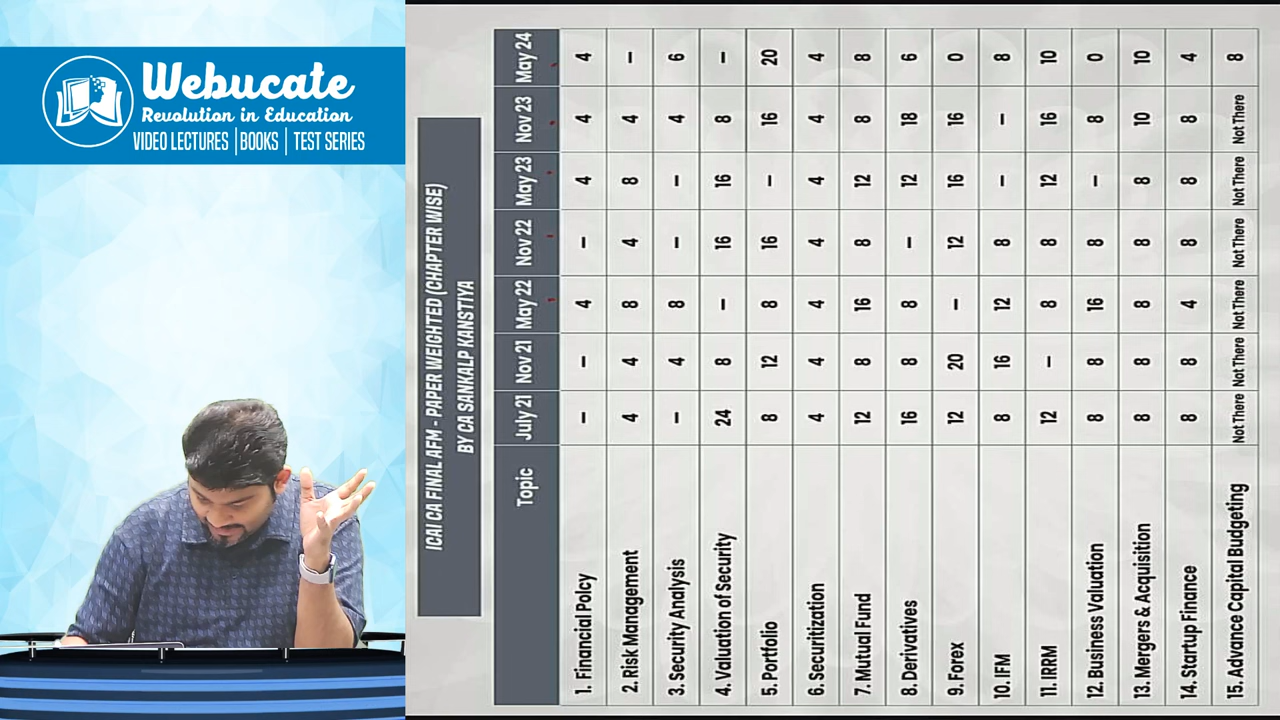 Webucate
Revolution in Education
VIDEO LECTURES | BOOKS | TEST SERIES
ICAI CA FINAL AFM - PAPER WEIGHTED (CHAPTER WISE)
BY CA SANKALP KANSTIYA
Topic July 21 Nov 21 May 22 Nov 22 May 23 Nov 23 May 24
1. Financial Polcy – – 4 – 4 4 4
2. Risk Management 4 4 8 4 8 4 –
3. Security Analysis – 4 8 – – 4 6
4. Valuation of Security 24 8 – 16 16 8 –
5. Portfolio 8 12 8 16 – 16 20
6. Securitization 4 4 4 4 4 4 4
7. Mutual Fund 12 8 16 8 12 8 8
8. Derivatives 16 8 8 – 12 18 6
9. Forex 12 20 – 12 16 16 0
10. IFM 8 16 12 8 – – 8
11. IRRM 12 – 8 8 12 16 10
12. Business Valuation 8 8 16 8 – 8 0
13. Mergers & Acquisition 8 8 8 8 8 10 10
14. Startup Finance 8 8 4 8 8 8 4
15. Advance Capital Budgeting Not There Not There Not There Not There Not There Not There 8